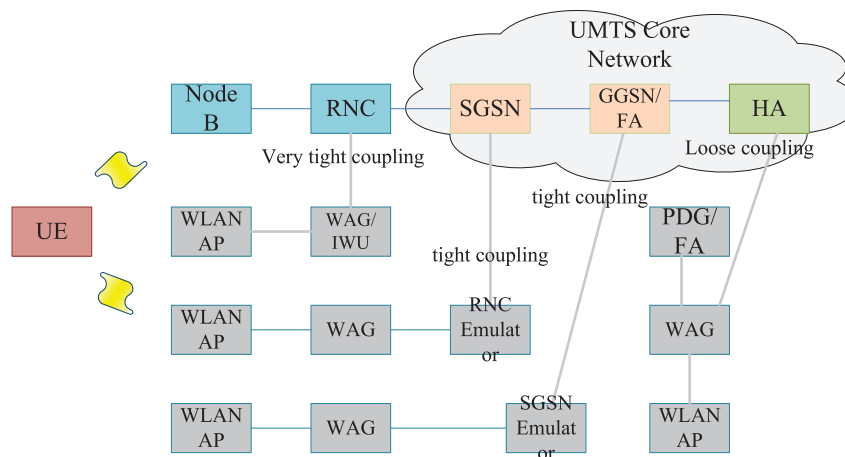 UMTS Core
Network
Node
B
RNC
SGSN
GGSN/
FA
HA
Very tight coupling
Loose coupling
UE
WLAN
AP
WAG/
IWU
tight coupling
PDG/
FA
tight coupling
WLAN
AP
WAG
RNC
Emulat
or
WAG
WLAN
AP
WAG
SGSN
Emulat
or
WLAN
AP